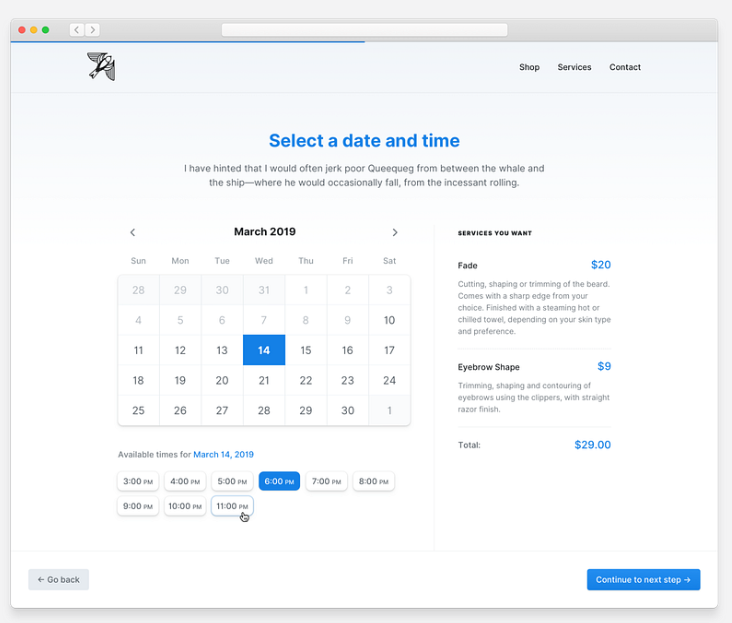 Shop Services Contact
Select a date and time
I have hinted that I would often jerk poor Queequeg from between the whale and
the ship—where he would occasionally fall, from the incessant rolling.
March 2019
Sun Mon Tue Wed Thu Fri Sat
28 29 30 31 1 2 3
4 5 6 7 8 9 10
11 12 13 14 15 16 17
18 19 20 21 22 23 24
25 26 27 28 29 30 1
Available times for March 14, 2019
3:00 PM 4:00 PM 5:00 PM 6:00 PM 7:00 PM 8:00 PM
9:00 PM 10:00 PM 11:00 PM
SERVICES YOU WANT
Fade $20
Cutting, shaping or trimming of the beard.
Comes with a sharp edge from your
choice. Finished with a steaming hot or
chilled towel, depending on your skin type
and preference.
Eyebrow Shape $9
Trimming, shaping and contouring of
eyebrows using the clippers, with straight
razor finish.
Total: $29.00
← Go back
Continue to next step →